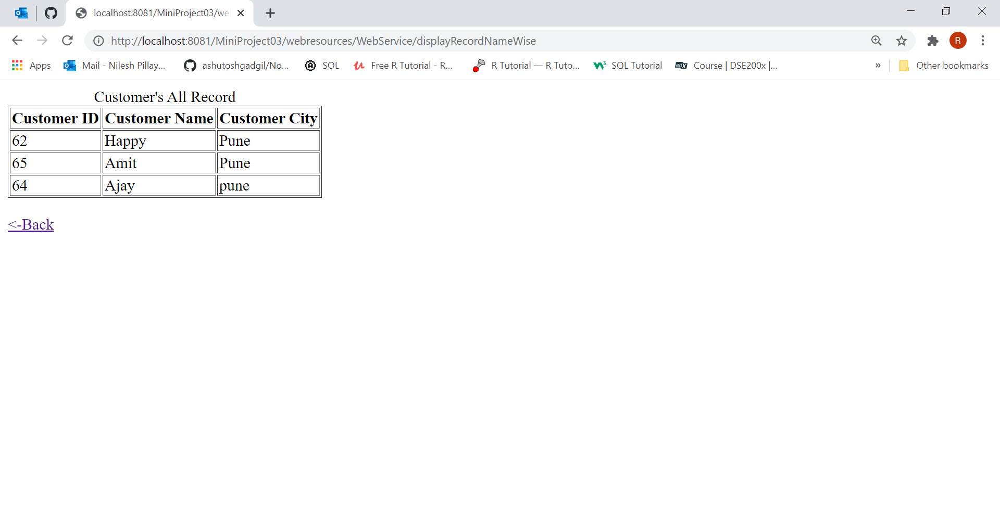 localhost:8081/MiniProject03/we
http://localhost:8081/MiniProject03/webresources/WebService/displayRecordNameWise
R
Apps Mail - Nilesh Pillay... ashutoshgadgil/No... SOL Free R Tutorial - R... R Tutorial — R Tuto... SQL Tutorial Course | DSE200x |... » Other bookmarks
Customer's All Record
Customer ID Customer Name Customer City
62 Happy Pune
65 Amit Pune
64 Ajay pune
<-Back